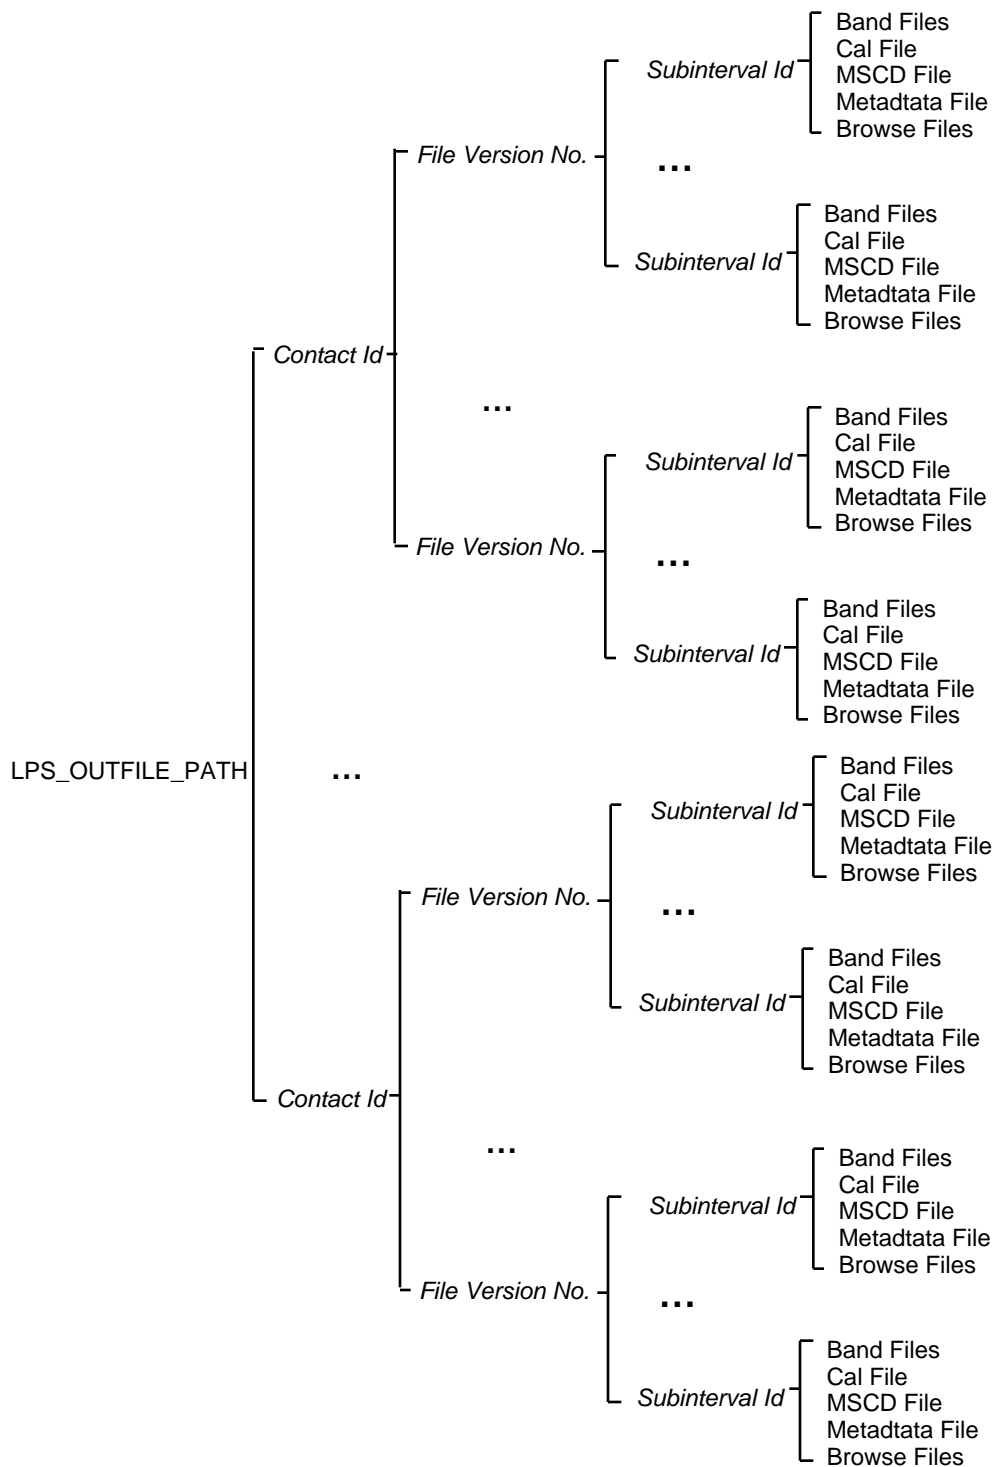 Band Files
Cal File
Subinterval Id
MSCD File
Metadtata File
Browse Files
File Version No.
...
Band Files
Cal File
Subinterval Id
MSCD File
Metadtata File
Browse Files
Contact Id
...
Band Files
Cal File
Subinterval Id
MSCD File
Metadtata File
Browse Files
File Version No.
...
Band Files
Cal File
Subinterval Id
MSCD File
Metadtata File
Browse Files
LPS_OUTFILE_PATH
...
Band Files
Cal File
Subinterval Id
MSCD File
Metadtata File
Browse Files
File Version No.
...
Band Files
Cal File
Subinterval Id
MSCD File
Metadtata File
Browse Files
Contact Id
...
Band Files
Cal File
Subinterval Id
MSCD File
Metadtata File
Browse Files
File Version No.
...
Band Files
Cal File
Subinterval Id
MSCD File
Metadtata File
Browse Files